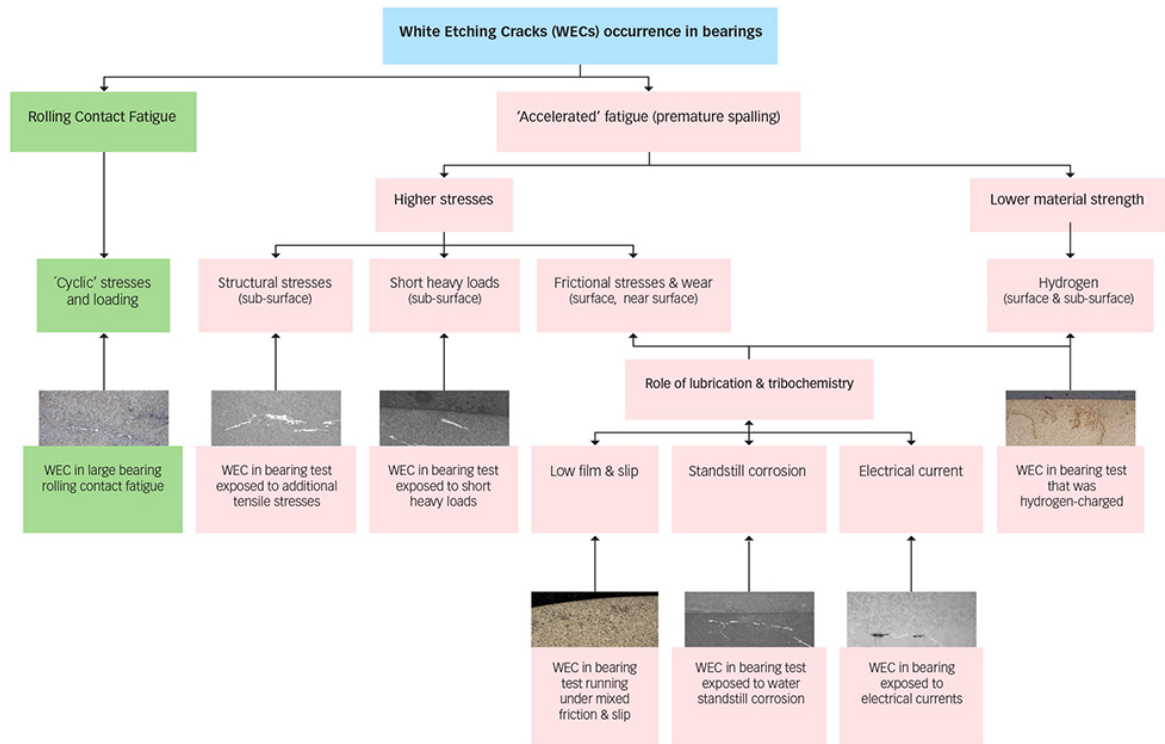 White Etching Cracks (WECs) occurrence in bearings
Rolling Contact Fatigue
‘Accelerated’ fatigue (premature spalling)
Higher stresses
Lower material strength
‘Cyclic’ stresses
and loading
Structural stresses
(sub-surface)
Short heavy loads
(sub-surface)
Frictional stresses & wear
(surface, near surface)
Hydrogen
(surface & sub-surface)
Role of lubrication & tribochemistry
WEC in large bearing
rolling contact fatigue
WEC in bearing test
exposed to additional
tensile stresses
WEC in bearing test
exposed to short
heavy loads
Low film & slip
Standstill corrosion
Electrical current
WEC in bearing test
that was
hydrogen-charged
WEC in bearing
test running
under mixed
friction & slip
WEC in bearing test
exposed to water
standstill corrosion
WEC in bearing
exposed to
electrical currents